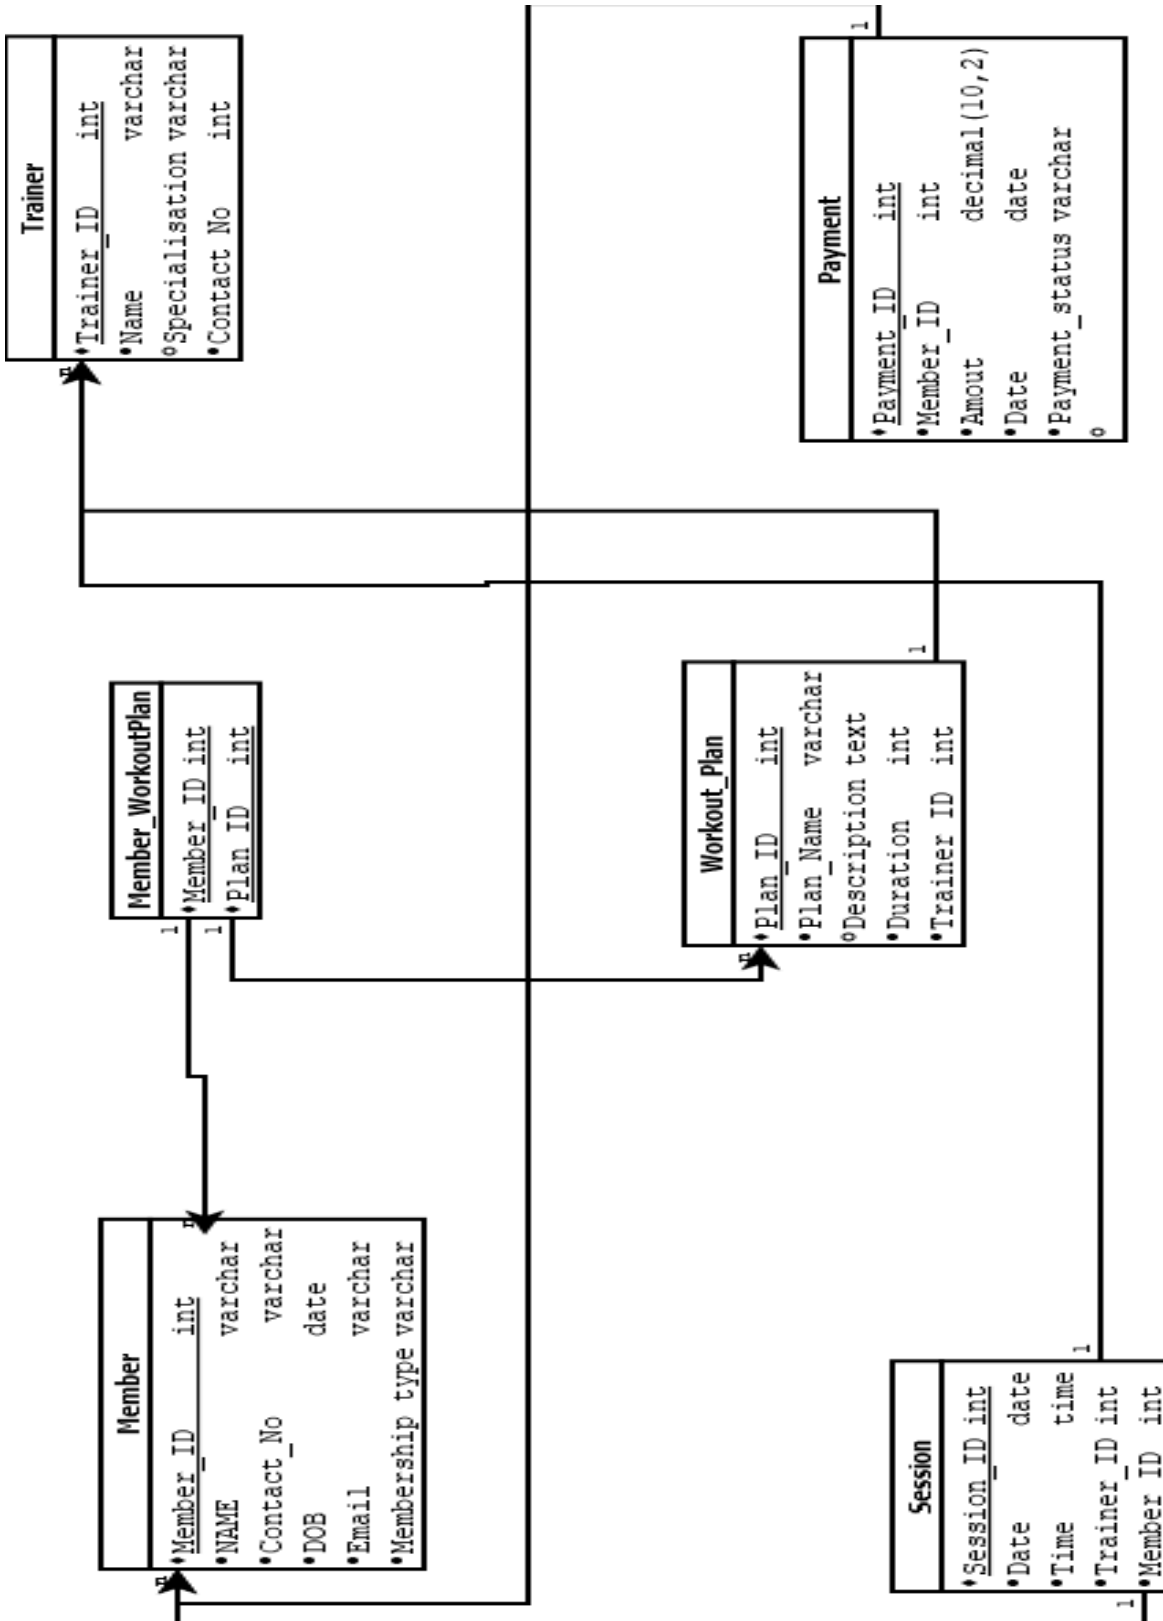 Member
♦Member_ID int
•NAME varchar
•Contact_No varchar
•DOB date
•Email varchar
•Membership type varchar
n
n
Member_WorkoutPlan
♦Member_ID int
♦Plan_ID int
1
1
Trainer
♦Trainer_ID int
•Name varchar
○Specialisation varchar
•Contact No int
n
Workout_Plan
♦Plan_ID int
•Plan_Name varchar
○Description text
•Duration int
•Trainer ID int
n
1
Session
♦Session_ID int
•Date date
•Time time
•Trainer_ID int
•Member ID int
1
1
Payment
♦Payment_ID int
•Member_ID int
•Amout decimal(10,2)
•Date date
•Payment_status varchar
○
1